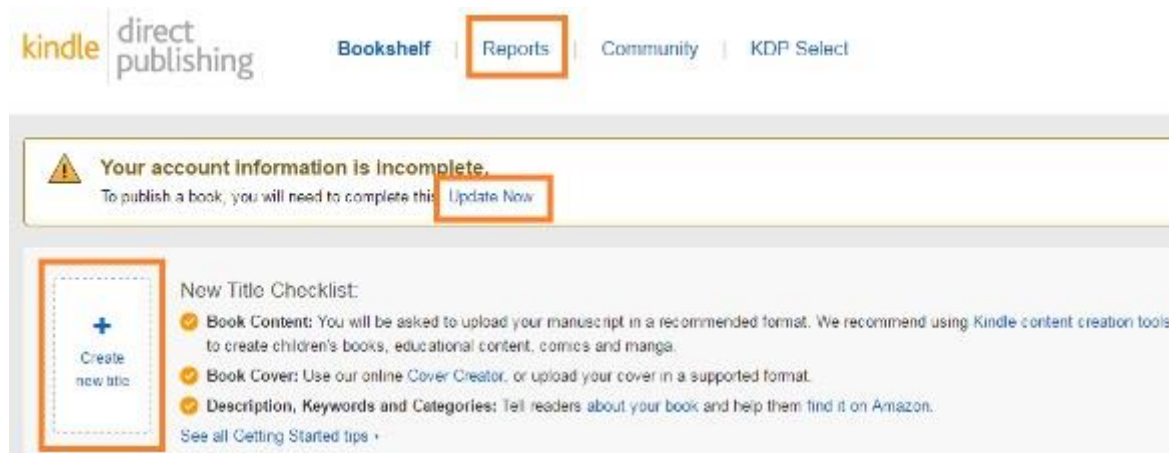 kindle direct publishing
Bookshelf | Reports | Community | KDP Select
Your account information is incomplete.
To publish a book, you will need to complete this Update Now
+
Create
new title
New Title Checklist:
Book Content: You will be asked to upload your manuscript in a recommended format. We recommend using Kindle content creation tools
to create children's books, educational content, comics and manga.
Book Cover: Use our online Cover Creator, or upload your cover in a supported format.
Description, Keywords and Categories: Tell readers about your book and help them find it on Amazon.
See all Getting Started tips ›